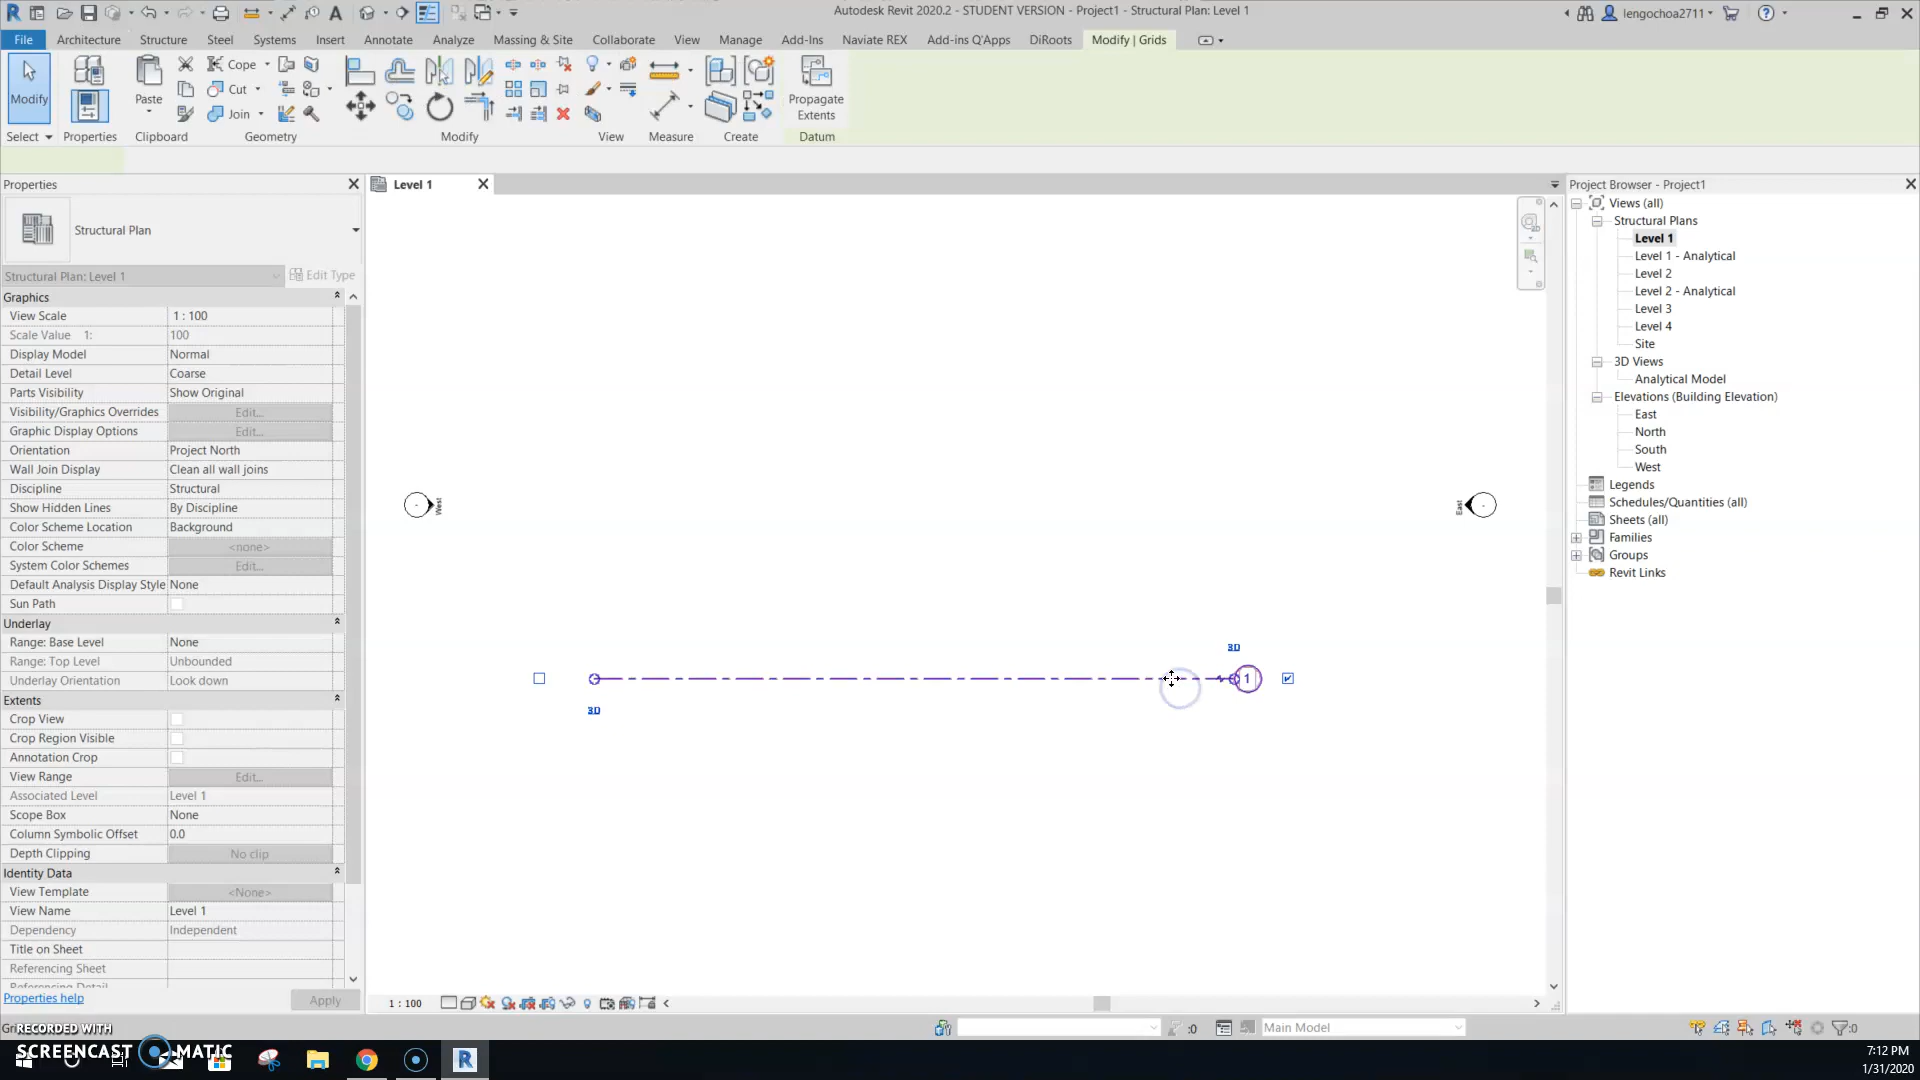 Autodesk Revit 2020.2 - STUDENT VERSION - Project1 - Structural Plan: Level 1
lengochoa2711
File Architecture Structure Steel Systems Insert Annotate Analyze Massing & Site Collaborate View Manage Add-Ins Naviate REX Add-ins Q'Apps DiRoots Modify | Grids
Modify
Paste
Cope
Cut
Join
Propagate
Extents
Select Properties Clipboard Geometry Modify View Measure Create Datum
Properties
Structural Plan
Structural Plan: Level 1 Edit Type
Graphics
View Scale 1 : 100
Scale Value 1: 100
Display Model Normal
Detail Level Coarse
Parts Visibility Show Original
Visibility/Graphics Overrides Edit...
Graphic Display Options Edit...
Orientation Project North
Wall Join Display Clean all wall joins
Discipline Structural
Show Hidden Lines By Discipline
Color Scheme Location Background
Color Scheme <none>
System Color Schemes Edit...
Default Analysis Display Style None
Sun Path
Underlay
Range: Base Level None
Range: Top Level Unbounded
Underlay Orientation Look down
Extents
Crop View
Crop Region Visible
Annotation Crop
View Range Edit...
Associated Level Level 1
Scope Box None
Column Symbolic Offset 0.0
Depth Clipping No clip
Identity Data
View Template <None>
View Name Level 1
Dependency Independent
Title on Sheet
Referencing Sheet
Referencing Detail
Properties help Apply
Level 1
West
East
3D
1
3D
1 : 100
Project Browser - Project1
Views (all)
Structural Plans
Level 1
Level 1 - Analytical
Level 2
Level 2 - Analytical
Level 3
Level 4
Site
3D Views
Analytical Model
Elevations (Building Elevation)
East
North
South
West
Legends
Schedules/Quantities (all)
Sheets (all)
Families
Groups
Revit Links
:0 Main Model :0
RECORDED WITH
SCREENCAST MATIC
7:12 PM
1/31/2020